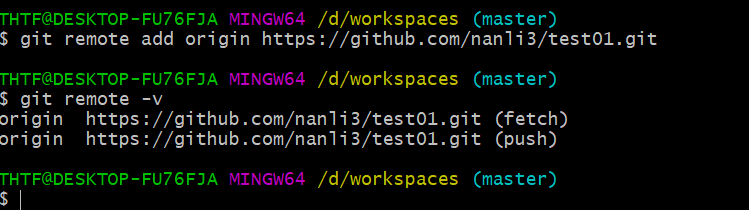 THTF@DESKTOP-FU76FJA MINGW64 /d/workspaces (master)
$ git remote add origin https://github.com/nanli3/test01.git
THTF@DESKTOP-FU76FJA MINGW64 /d/workspaces (master)
$ git remote -v
origin  https://github.com/nanli3/test01.git (fetch)
origin  https://github.com/nanli3/test01.git (push)
THTF@DESKTOP-FU76FJA MINGW64 /d/workspaces (master)
$